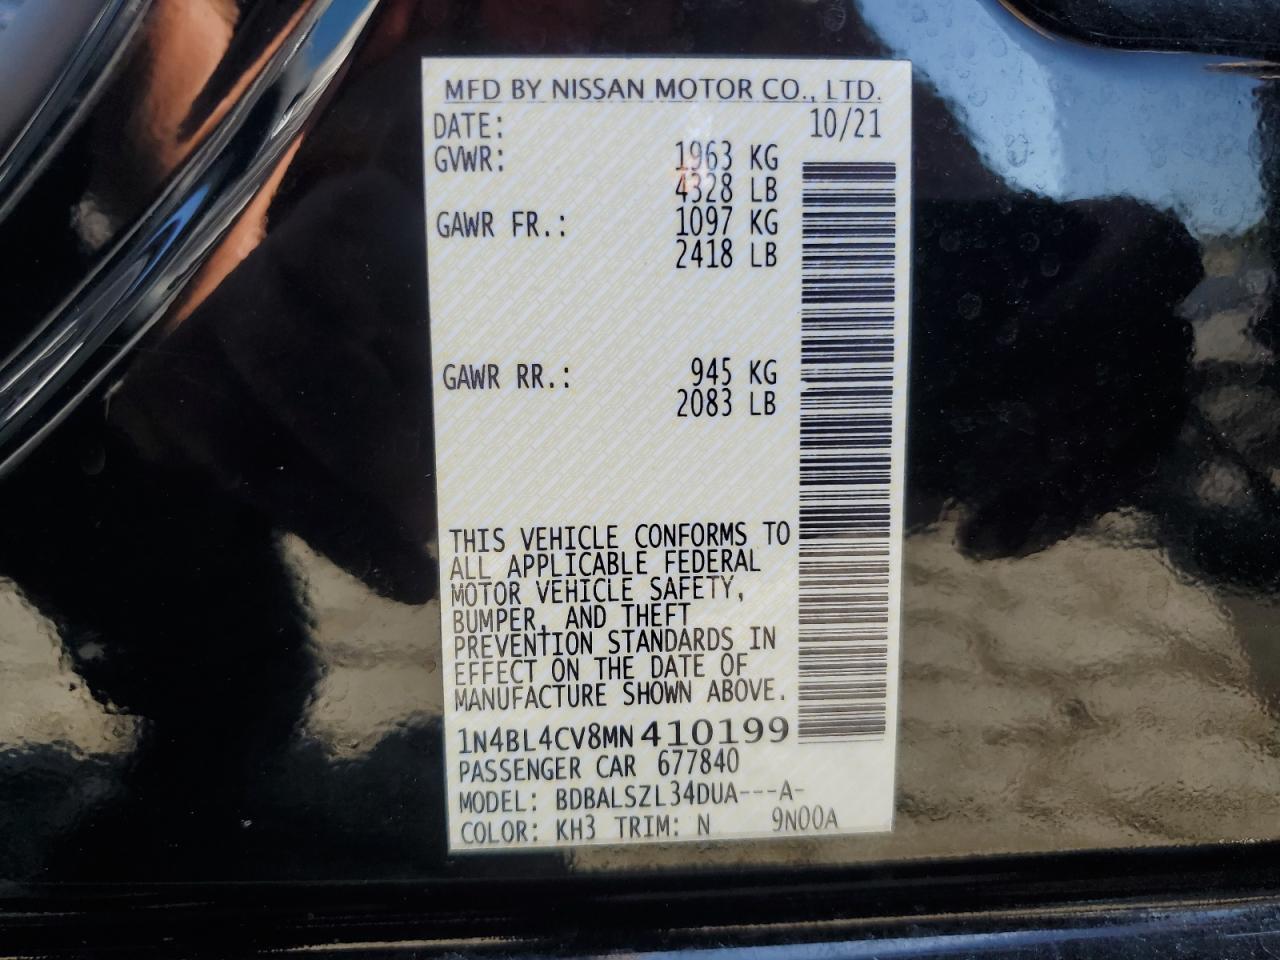 MFD BY NISSAN MOTOR CO., LTD.
DATE: 10/21
GVWR: 1963 KG
4328 LB
GAWR FR.: 1097 KG
2418 LB
GAWR RR.: 945 KG
2083 LB
THIS VEHICLE CONFORMS TO
ALL APPLICABLE FEDERAL
MOTOR VEHICLE SAFETY,
BUMPER, AND THEFT
PREVENTION STANDARDS IN
EFFECT ON THE DATE OF
MANUFACTURE SHOWN ABOVE.
1N4BL4CV8MN410199
PASSENGER CAR 677840
MODEL: BDBALSZL34DUA---A-
COLOR: KH3 TRIM: N 9N00A